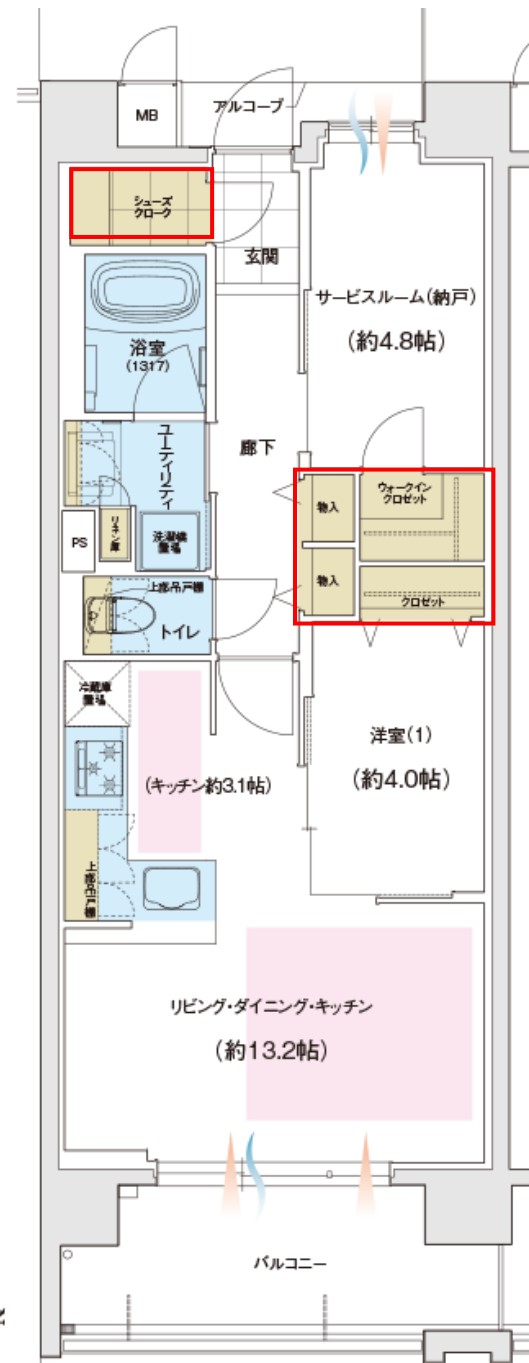 MB
アルコーブ
シューズ
クローク
玄関
サービスルーム(納戸)
(約4.8帖)
浴室
(1317)
廊下
ユーティリティ
ウォークイン
クロゼット
物入
リネン庫
洗濯機
置場
PS
物入
クロゼット
上部吊戸棚
トイレ
冷蔵庫
置場
洋室(1)
(約4.0帖)
(キッチン約3.1帖)
上部吊戸棚
リビング・ダイニング・キッチン
(約13.2帖)
バルコニー